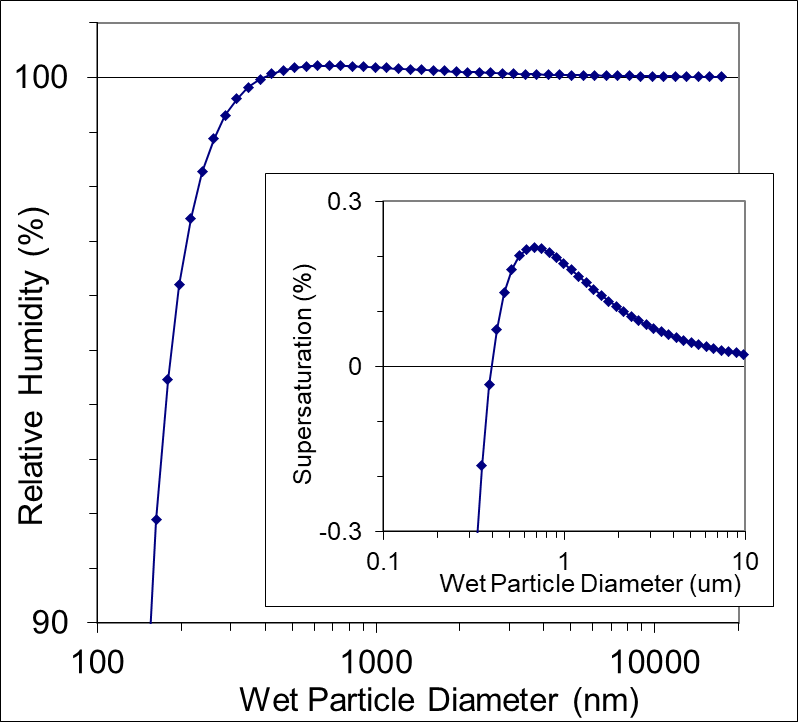 100
90
Relative Humidity (%)
100
1000
10000
Wet Particle Diameter (nm)
0.3
0
-0.3
Supersaturation (%)
0.1
1
10
Wet Particle Diameter (um)